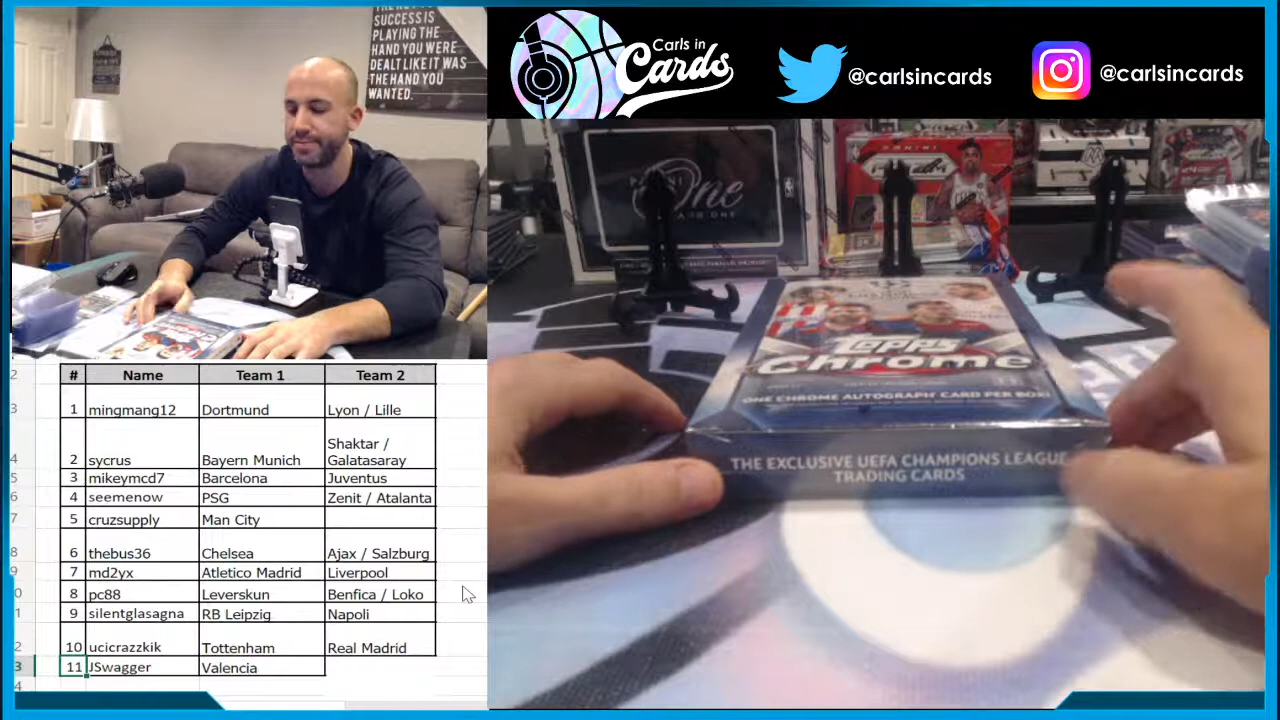 SUCCESS IS
PLAYING THE
HAND YOU WERE
DEALT LIKE IT WAS
THE HAND YOU
WANTED.
Carls in
Cards
@carlsincards
@carlsincards
One
PANINI
PRIZM
Topps
Chrome
ONE CHROME AUTOGRAPH CARD PER BOX!
THE EXCLUSIVE UEFA CHAMPIONS LEAGUE
TRADING CARDS
# Name Team 1 Team 2
1 mingmang12 Dortmund Lyon / Lille
2 sycrus Bayern Munich Shaktar / Galatasaray
3 mikeymcd7 Barcelona Juventus
4 seemenow PSG Zenit / Atalanta
5 cruzsupply Man City
6 thebus36 Chelsea Ajax / Salzburg
7 md2yx Atletico Madrid Liverpool
8 pc88 Leverskun Benfica / Loko
9 silentglasagna RB Leipzig Napoli
10 ucicrazzkik Tottenham Real Madrid
11 JSwagger Valencia